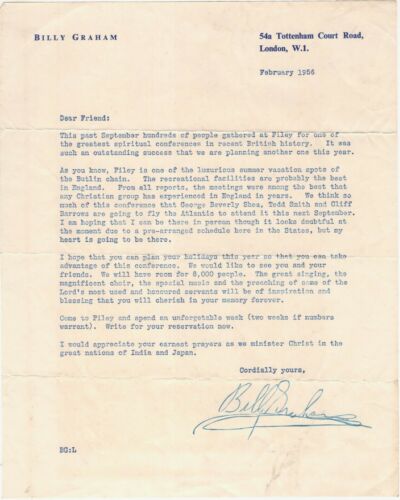 BILLY GRAHAM
54a Tottenham Court Road,
London, W.1.
February 1956
Dear Friend:
This past September hundreds of people gathered at Filey for one of
the greatest spiritual conferences in recent British history. It was
such an outstanding success that we are planning another one this year.
As you know, Filey is one of the luxurious summer vacation spots of
the Butlin chain. The recreational facilities are probably the best
in England. From all reports, the meetings were among the best that
any Christian group has experienced in England in years. We think so
much of this conference that George Beverly Shea, Tedd Smith and Cliff
Barrows are going to fly the Atlantic to attend it this next September.
I am hoping that I can be there in person though it looks doubtful at
the moment due to a pre-arranged schedule here in the States, but my
heart is going to be there.
I hope that you can plan your holidays this year so that you can take
advantage of this conference. We would like to see you and your
friends. We will have room for 8,000 people. The great singing, the
magnificent choir, the special music and the preaching of some of the
Lord's most used and honoured servants will be of inspiration and
blessing that you will cherish in your memory forever.
Come to Filey and spend an unforgetable week (two weeks if numbers
warrant). Write for your reservation now.
I would appreciate your earnest prayers as we minister Christ in the
great nations of India and Japan.
Cordially yours,
Billy Graham
BG:L